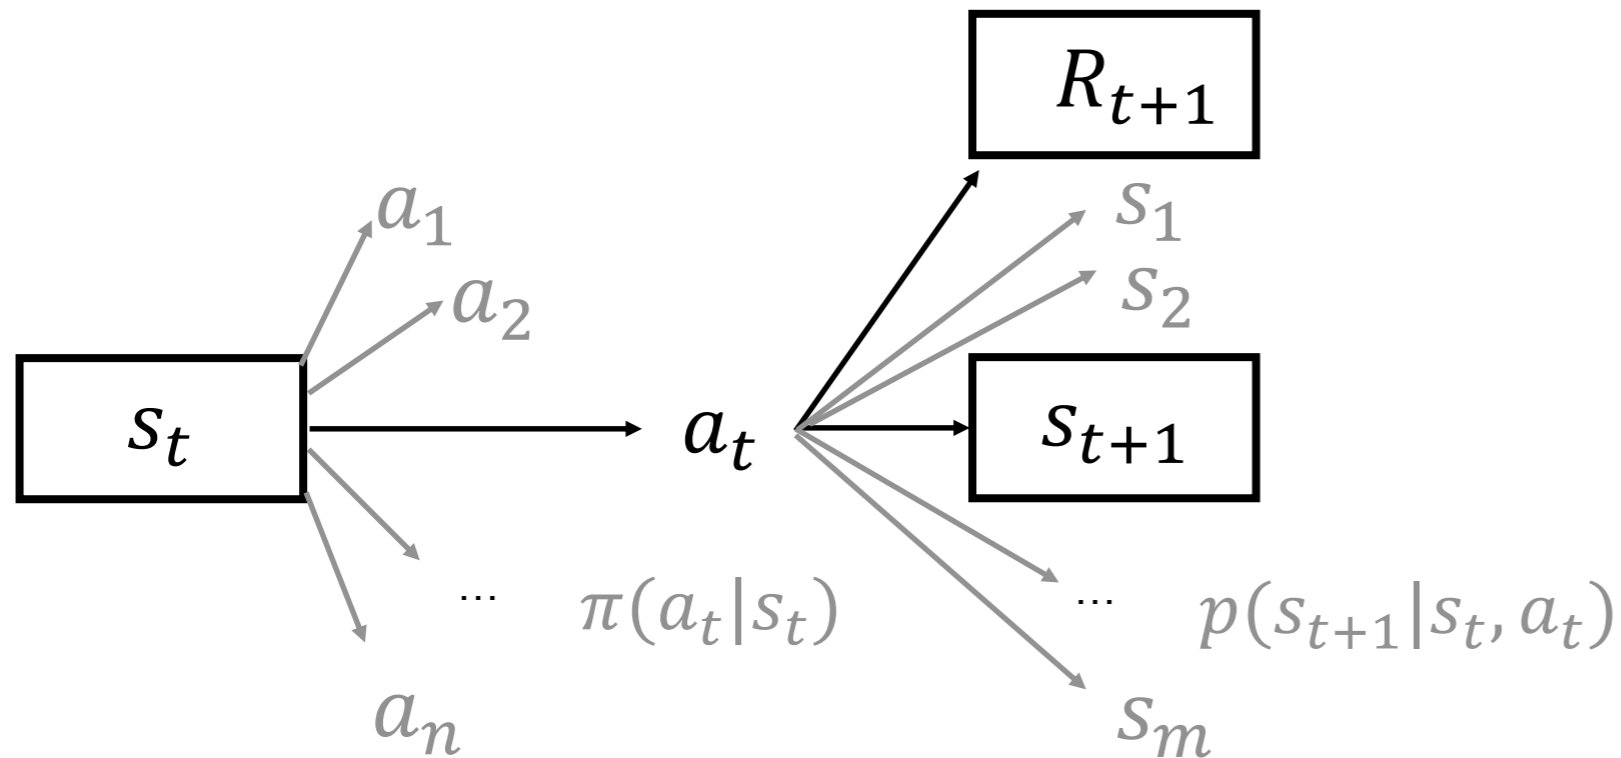 R_{t+1}
a_1
s_1
a_2
s_2
s_t
a_t
s_{t+1}
... π(a_t|s_t)
... p(s_{t+1}|s_t, a_t)
a_n
s_m